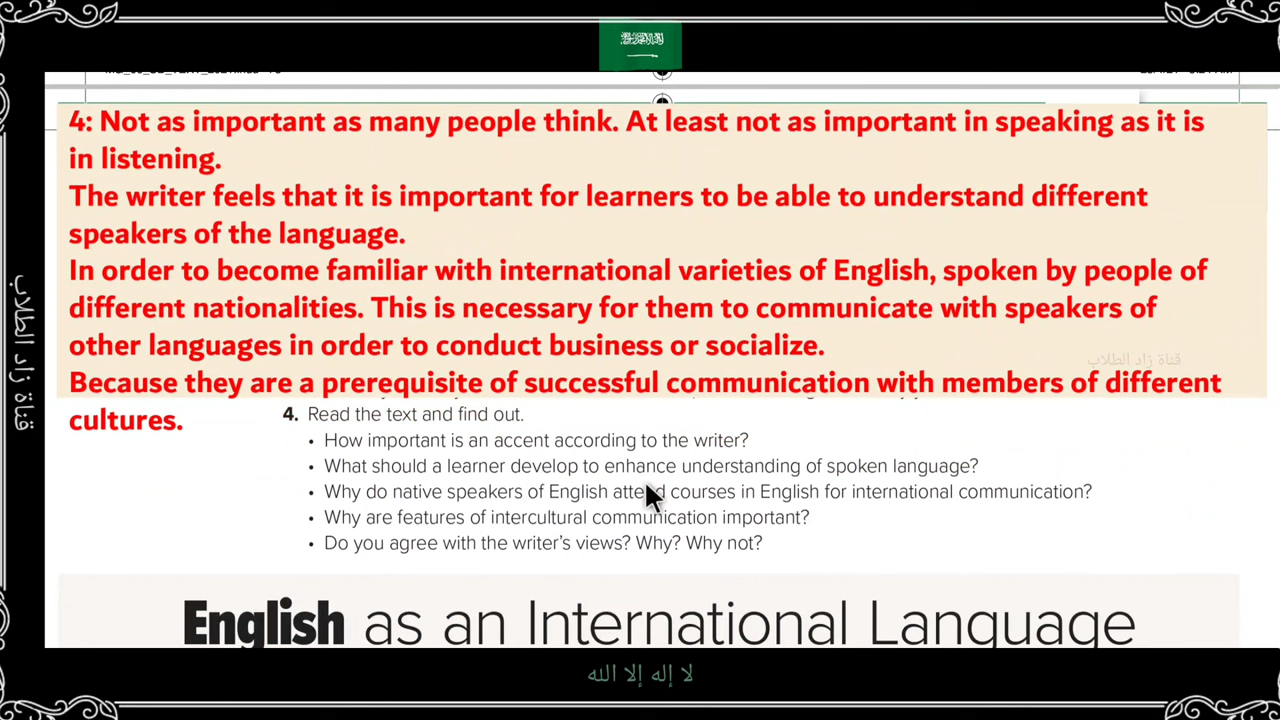 4: Not as important as many people think. At least not as important in speaking as it is
in listening.
The writer feels that it is important for learners to be able to understand different
speakers of the language.
In order to become familiar with international varieties of English, spoken by people of
different nationalities. This is necessary for them to communicate with speakers of
other languages in order to conduct business or socialize.
قناة زاد الطلاب
Because they are a prerequisite of successful communication with members of different
cultures.
4. Read the text and find out.
• How important is an accent according to the writer?
• What should a learner develop to enhance understanding of spoken language?
• Why do native speakers of English attend courses in English for international communication?
• Why are features of intercultural communication important?
• Do you agree with the writer's views? Why? Why not?
English as an International Language
قناة زاد الطلاب
لا إله إلا الله